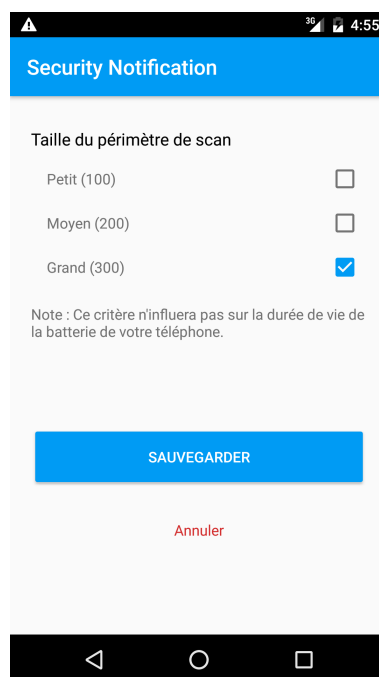 3G 4:55
Security Notification
Taille du périmètre de scan
Petit (100)
Moyen (200)
Grand (300)
Note : Ce critère n'influera pas sur la durée de vie de
la batterie de votre téléphone.
SAUVEGARDER
Annuler